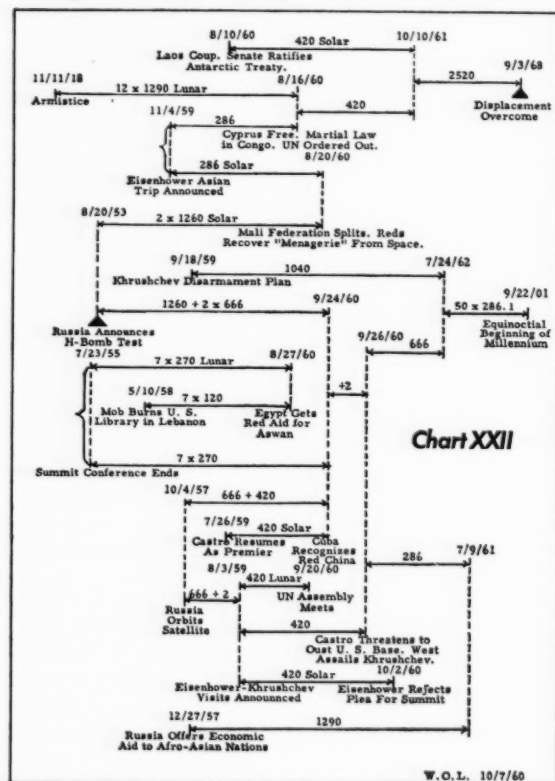 8/10/60 10/10/61
420 Solar
Laos Coup. Senate Ratifies
Antarctic Treaty.
9/3/68
11/11/18 8/16/60 2520
12 x 1290 Lunar
Armistice 420 Displacement
Overcome
11/4/59
286
Cyprus Free. Martial Law
in Congo. UN Ordered Out.
8/20/60
286 Solar
Eisenhower Asian
Trip Announced
8/20/53
2 x 1260 Solar
Mali Federation Splits. Reds
Recover "Menagerie" From Space.
9/18/59 7/24/62
1040
Khrushchev Disarmament Plan
9/22/01
1260 + 2 x 666 9/24/60 50 x 286.1
Russia Announces
H-Bomb Test
Equinoctial
Beginning of
Millennium
9/26/60
666
7/23/55
7 x 270 Lunar 8/27/60
5/10/58 +2
7 x 120
Mob Burns U. S.
Library in Lebanon
Egypt Gets
Red Aid for
Aswan
Chart XXII
7 x 270
Summit Conference Ends
10/4/57
666 + 420
7/26/59
420 Solar
Castro Resumes
As Premier
Cuba
Recognizes
Red China
286 7/9/61
8/3/59 9/20/60
420 Lunar
666 + 2 UN Assembly
Meets
Russia
Orbits
Satellite
420
Castro Threatens to
Oust U. S. Base. West
Assails Khrushchev.
10/2/60
420 Solar
Eisenhower-Khrushchev
Visits Announced
Eisenhower Rejects
Plea For Summit
12/27/57
1290
Russia Offers Economic
Aid to Afro-Asian Nations
W.O.L. 10/7/60